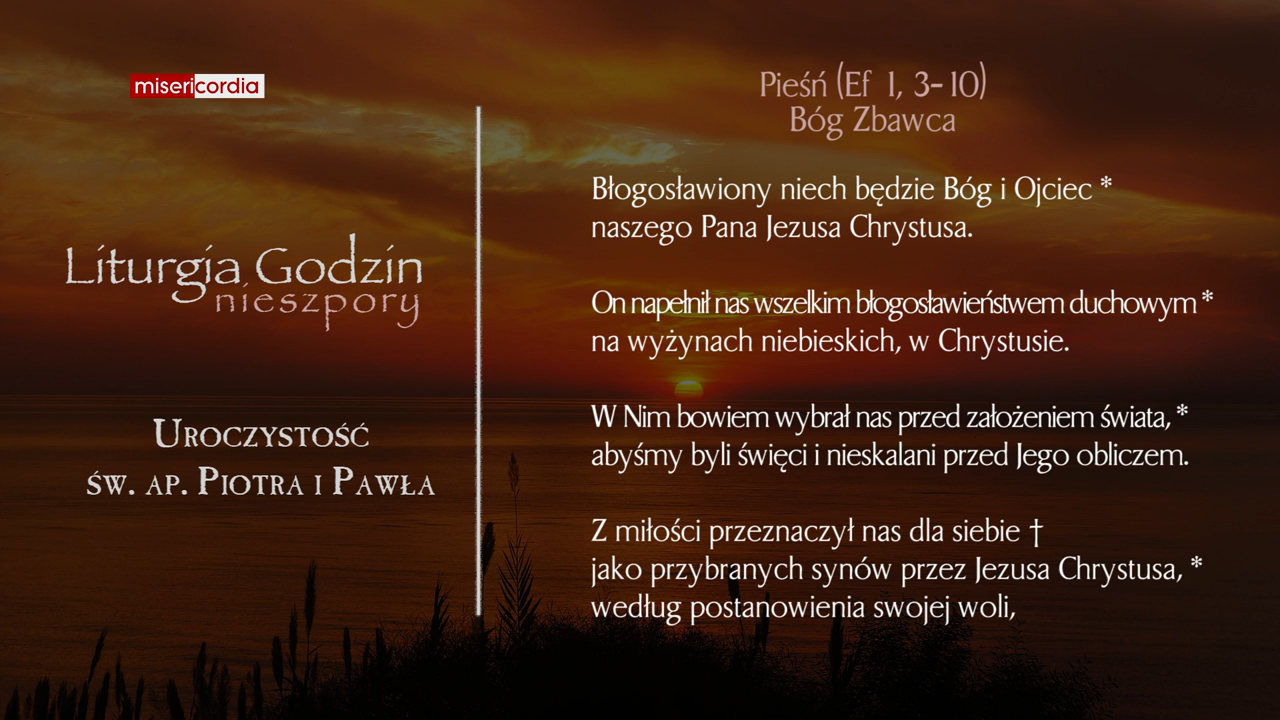 misericordia
Liturgia Godzin
nieszpory
Uroczystość
św. ap. Piotra i Pawła
Pieśń (Ef 1, 3-10)
Bóg Zbawca
Błogosławiony niech będzie Bóg i Ojciec *
naszego Pana Jezusa Chrystusa.
On napełnił nas wszelkim błogosławieństwem duchowym *
na wyżynach niebieskich, w Chrystusie.
W Nim bowiem wybrał nas przed założeniem świata, *
abyśmy byli święci i nieskalani przed Jego obliczem.
Z miłości przeznaczył nas dla siebie †
jako przybranych synów przez Jezusa Chrystusa, *
według postanowienia swojej woli,